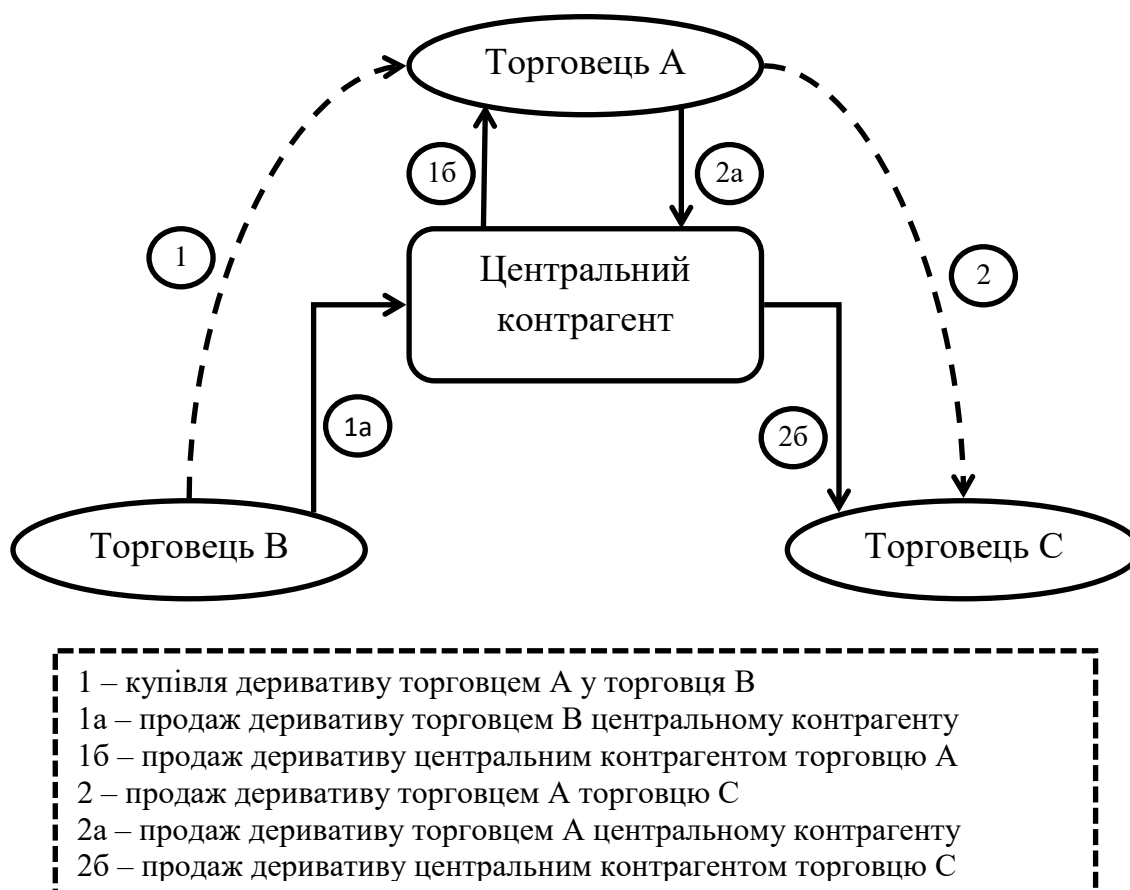 Торговець А
1б
2а
1
Центральний
контрагент
2
1а
2б
Торговець В
Торговець С
1 – купівля деривативу торговцем А у торговця В
1а – продаж деривативу торговцем В центральному контрагенту
1б – продаж деривативу центральним контрагентом торговцю А
2 – продаж деривативу торговцем А торговцю С
2а – продаж деривативу торговцем А центральному контрагенту
2б – продаж деривативу центральним контрагентом торговцю С